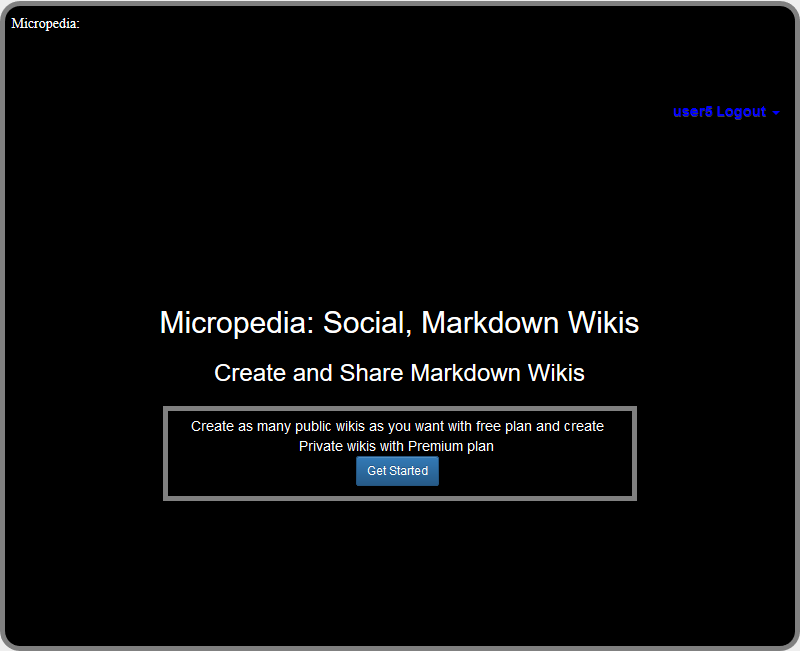 Micropedia:
user5 Logout
Micropedia: Social, Markdown Wikis
Create and Share Markdown Wikis
Create as many public wikis as you want with free plan and create
Private wikis with Premium plan
Get Started